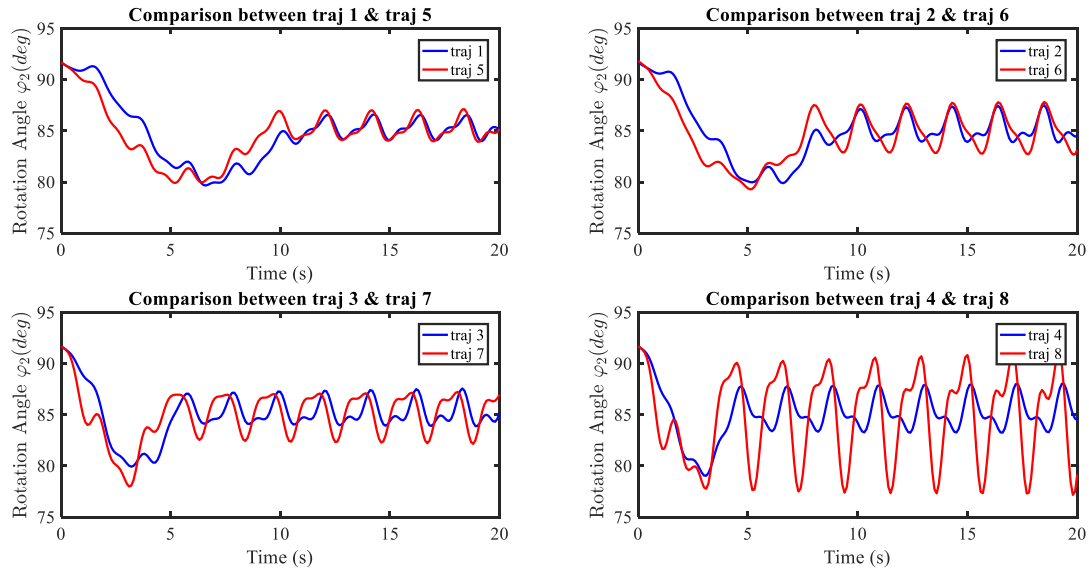 Comparison between traj 1 & traj 5
95
90
85
80
75
Rotation Angle φ₂(deg)
traj 1
traj 5
0 5 10 15 20
Time (s)
Comparison between traj 2 & traj 6
95
90
85
80
75
Rotation Angle φ₂(deg)
traj 2
traj 6
0 5 10 15 20
Time (s)
Comparison between traj 3 & traj 7
95
90
85
80
75
Rotation Angle φ₂(deg)
traj 3
traj 7
0 5 10 15 20
Time (s)
Comparison between traj 4 & traj 8
95
90
85
80
75
Rotation Angle φ₂(deg)
traj 4
traj 8
0 5 10 15 20
Time (s)